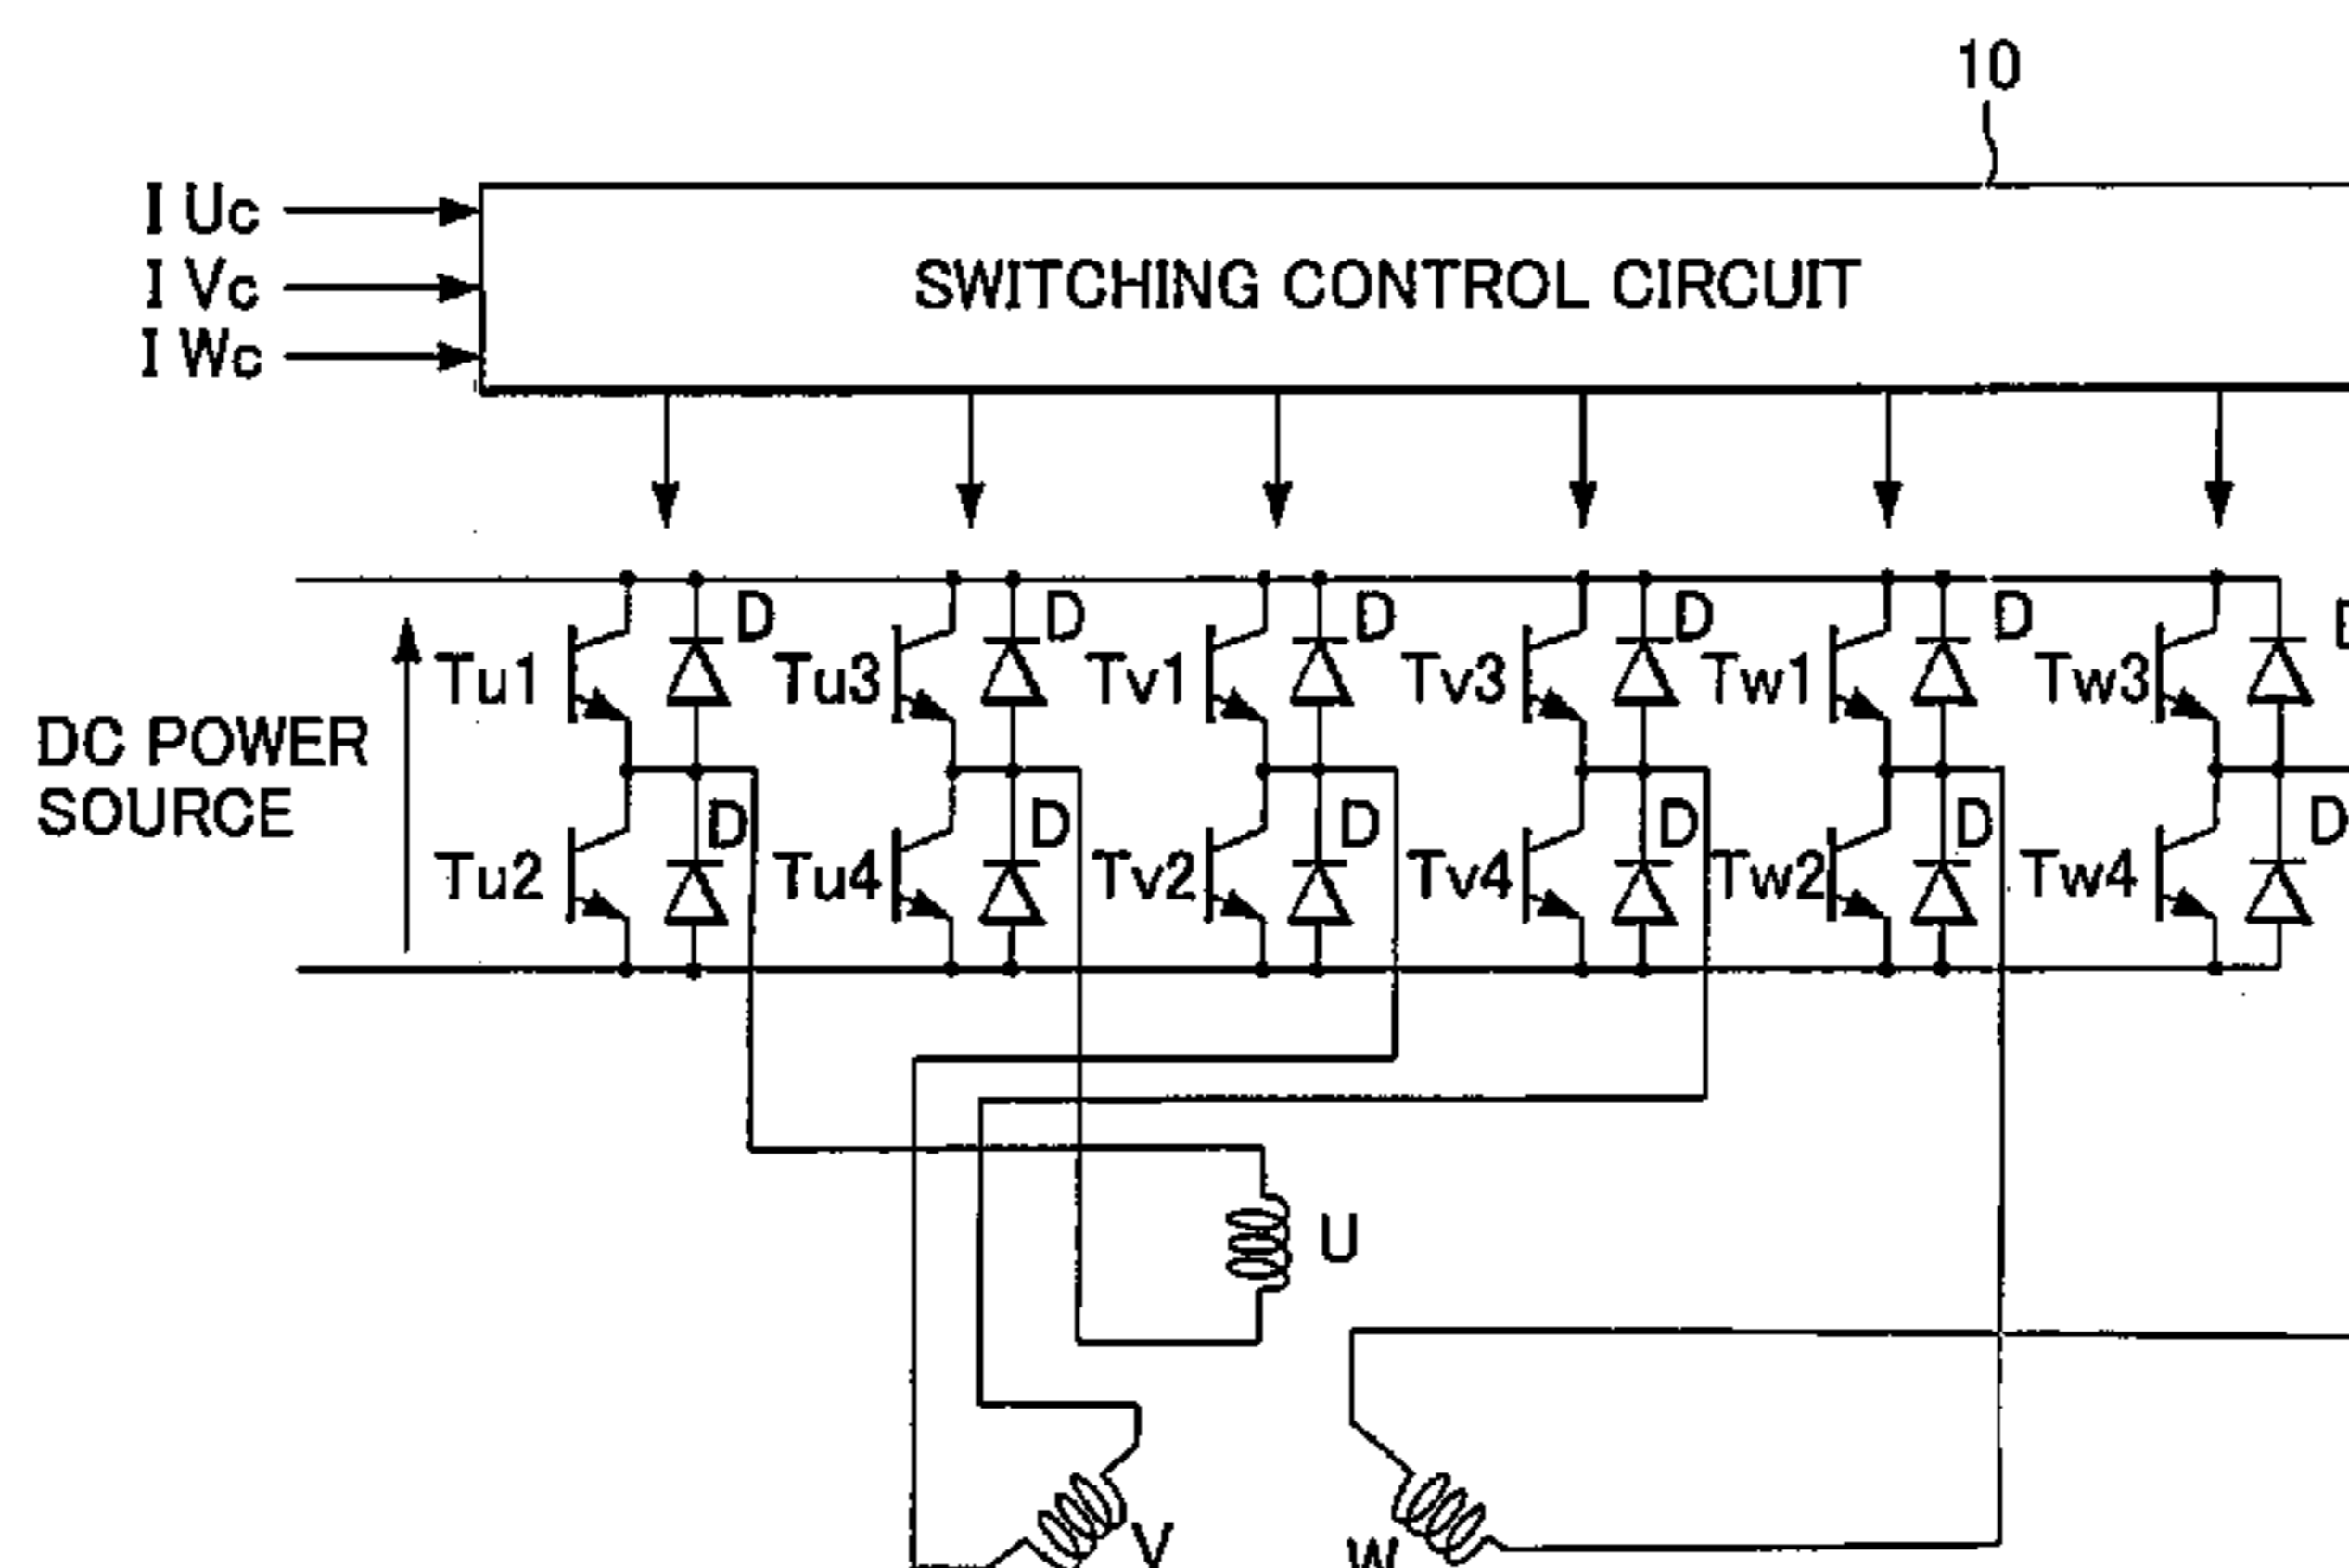 10
I Uc
I Vc
I Wc
SWITCHING CONTROL CIRCUIT
D D D D D D
Tu1 Tu3 Tv1 Tv3 Tw1 Tw3
DC POWER
SOURCE
D D D D D D
Tu2 Tu4 Tv2 Tv4 Tw2 Tw4
U
V W